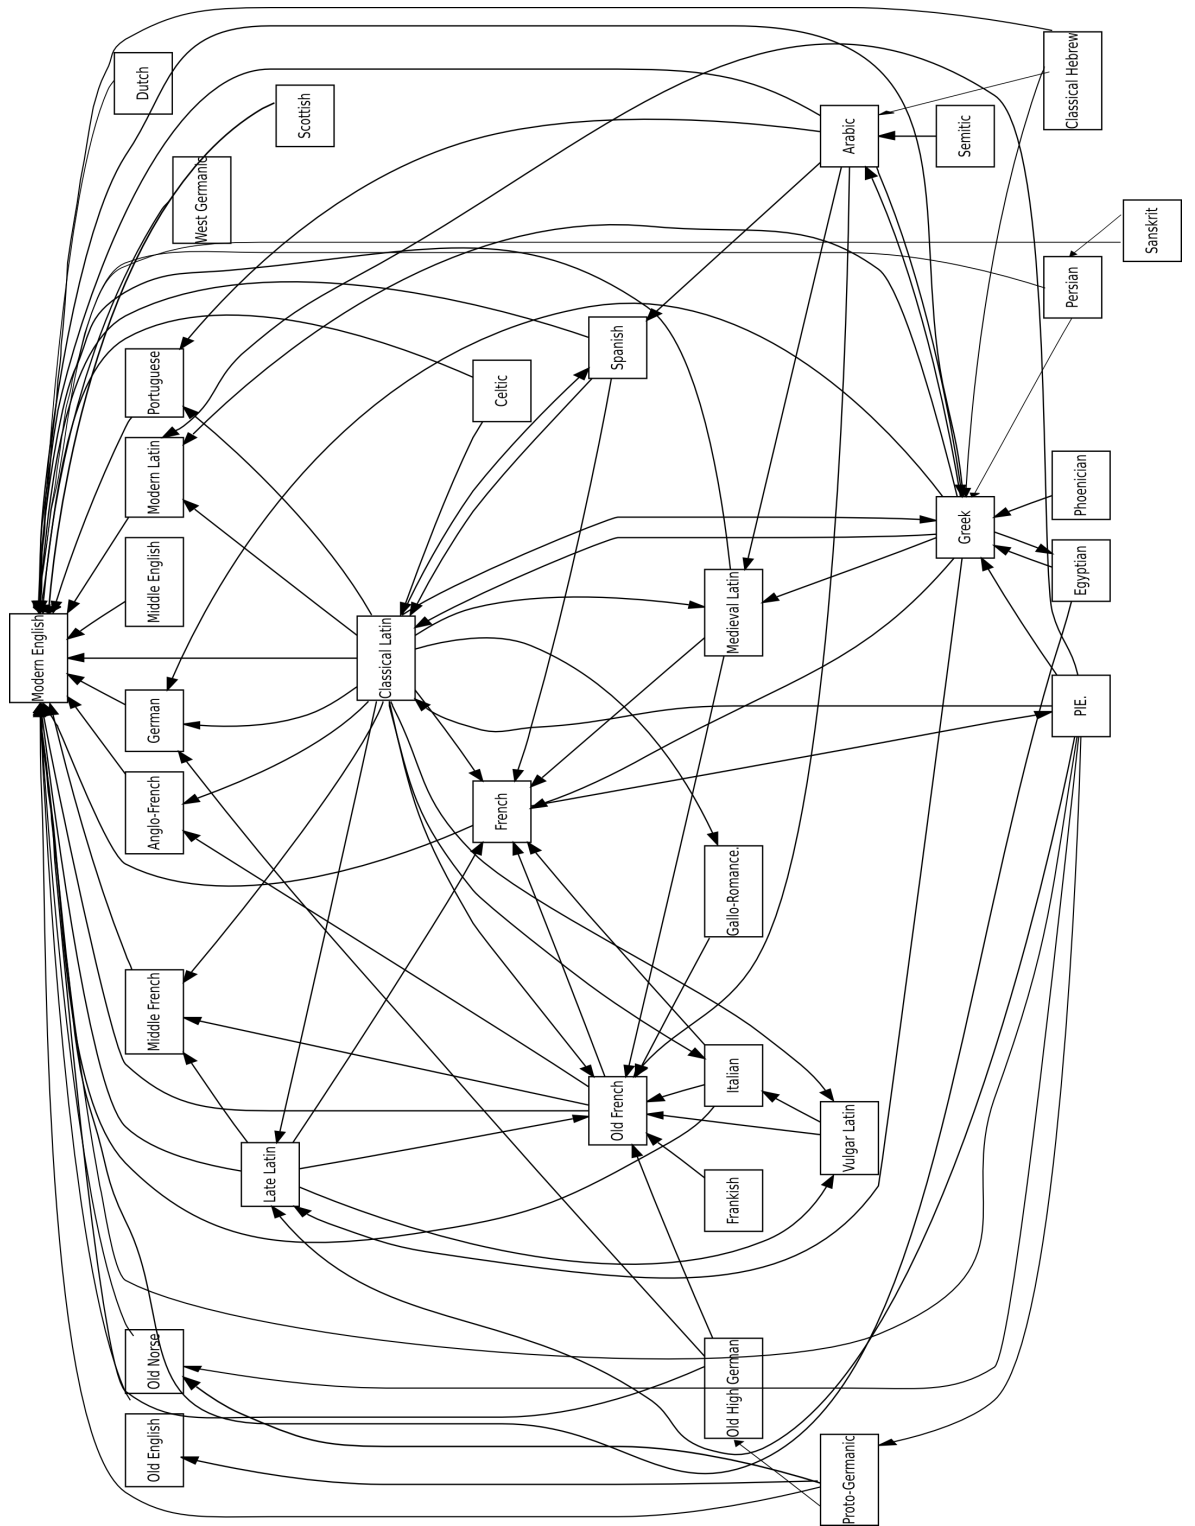 Dutch
Scottish
Classical Hebrew
Arabic
Semitic
West Germanic
Sanskrit
Persian
Portuguese
Spanish
Celtic
Modern Latin
Phoenician
Greek
Middle English
Egyptian
Modern English
Classical Latin
Medieval Latin
PIE.
German
Anglo-French
French
Gallo-Romance.
Middle French
Italian
Old French
Vulgar Latin
Late Latin
Frankish
Old Norse
Old High German
Old English
Proto-Germanic